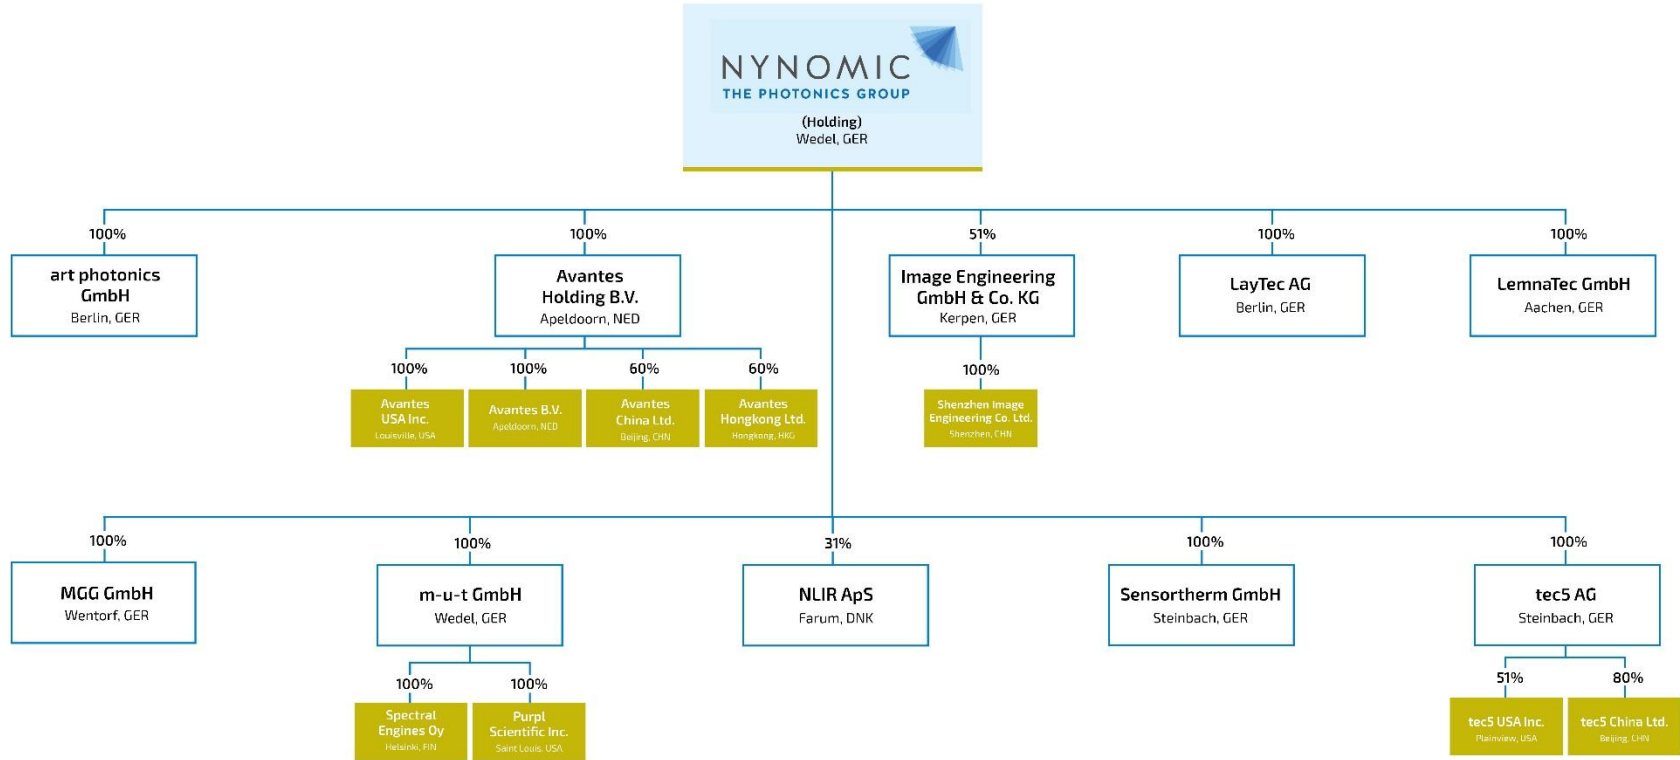 NYNOMIC
THE PHOTONICS GROUP
(Holding)
Wedel, GER
100%
art photonics
GmbH
Berlin, GER
100%
Avantes
Holding B.V.
Apeldoorn, NED
51%
Image Engineering
GmbH & Co. KG
Kerpen, GER
100%
LayTec AG
Berlin, GER
100%
LemnaTec GmbH
Aachen, GER
100%
Avantes
USA Inc.
Louisville, USA
100%
Avantes B.V.
Apeldoorn, NED
60%
Avantes
China Ltd.
Beijing, CHN
60%
Avantes
Hongkong Ltd.
Hongkong, HKG
100%
Shenzhen Image
Engineering Co. Ltd.
Shenzhen, CHN
100%
MGG GmbH
Wentorf, GER
100%
m-u-t GmbH
Wedel, GER
31%
NLIR ApS
Farum, DNK
100%
Sensortherm GmbH
Steinbach, GER
100%
tec5 AG
Steinbach, GER
100%
Spectral
Engines Oy
Helsinki, FIN
100%
Purpl
Scientific Inc.
Saint Louis, USA
51%
tec5 USA Inc.
Plainview, USA
80%
tec5 China Ltd.
Beijing, CHN